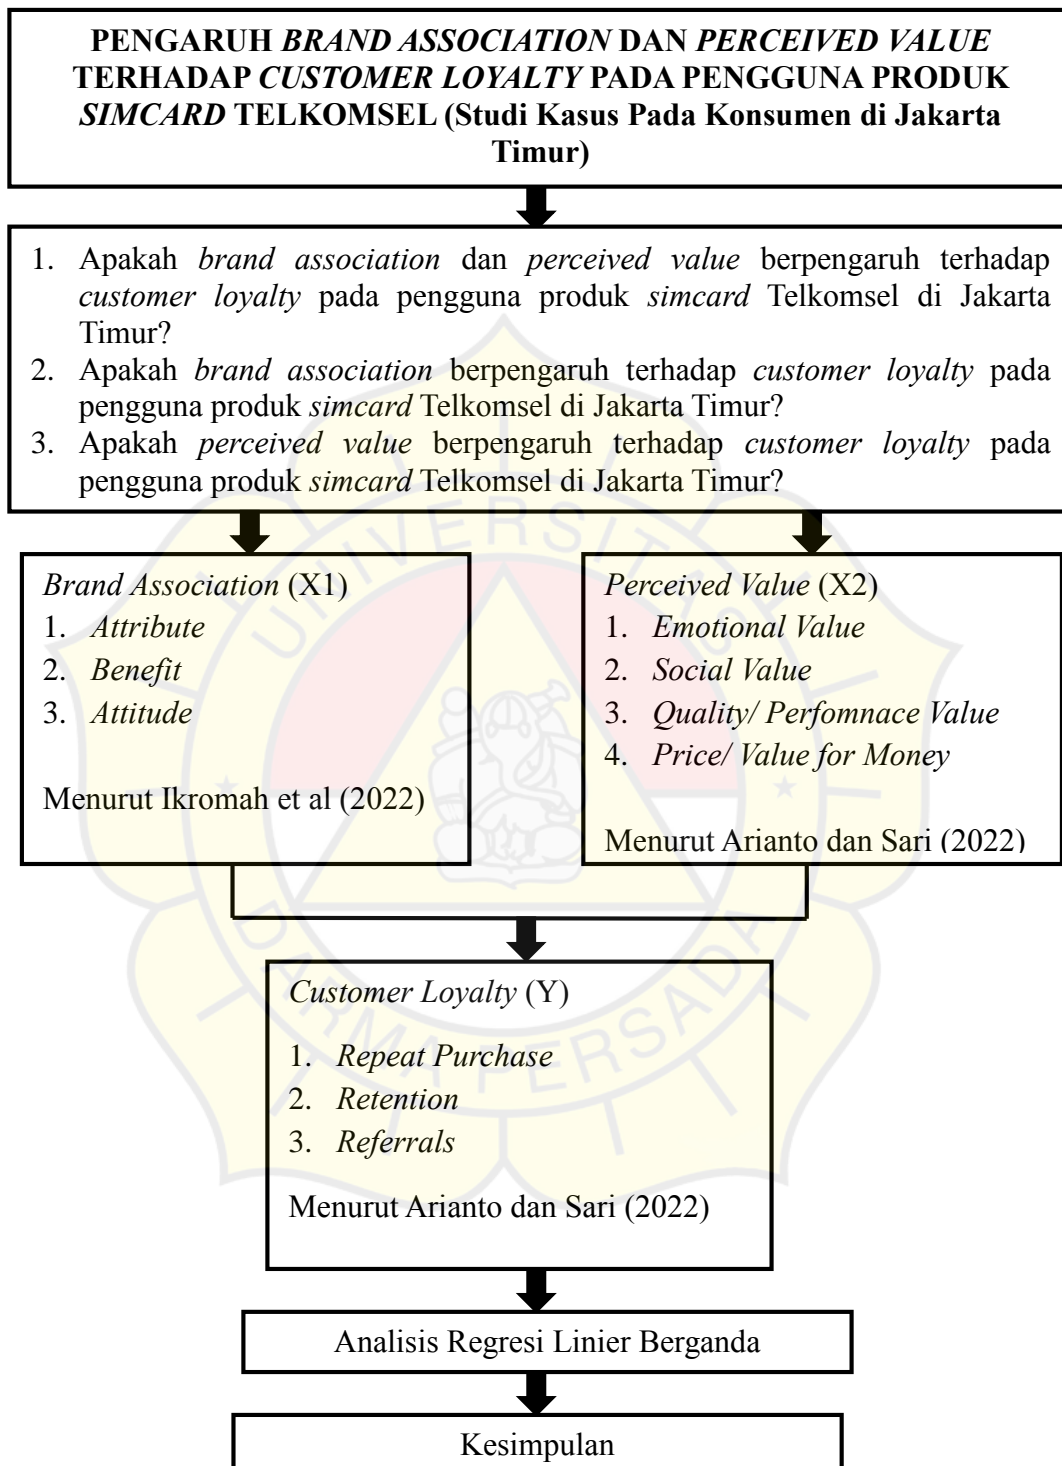 PENGARUH BRAND ASSOCIATION DAN PERCEIVED VALUE
TERHADAP CUSTOMER LOYALTY PADA PENGGUNA PRODUK
SIMCARD TELKOMSEL (Studi Kasus Pada Konsumen di Jakarta
Timur)
1. Apakah brand association dan perceived value berpengaruh terhadap
customer loyalty pada pengguna produk simcard Telkomsel di Jakarta
Timur?
2. Apakah brand association berpengaruh terhadap customer loyalty pada
pengguna produk simcard Telkomsel di Jakarta Timur?
3. Apakah perceived value berpengaruh terhadap customer loyalty pada
pengguna produk simcard Telkomsel di Jakarta Timur?
Brand Association (X1)
1. Attribute
2. Benefit
3. Attitude
Menurut Ikromah et al (2022)
Perceived Value (X2)
1. Emotional Value
2. Social Value
3. Quality/ Perfomnace Value
4. Price/ Value for Money
Menurut Arianto dan Sari (2022)
Customer Loyalty (Y)
1. Repeat Purchase
2. Retention
3. Referrals
Menurut Arianto dan Sari (2022)
Analisis Regresi Linier Berganda
Kesimpulan
UNIVERSITAS
DARMA PERSADA